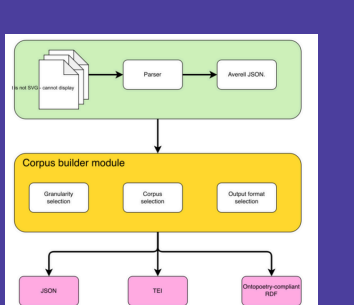 Parser
Averell JSON.
is not SVG - cannot display
Corpus builder module
Granularity
selection
Corpus
selection
Output format
selection
JSON
TEI
Ontopoetry-compliant
RDF